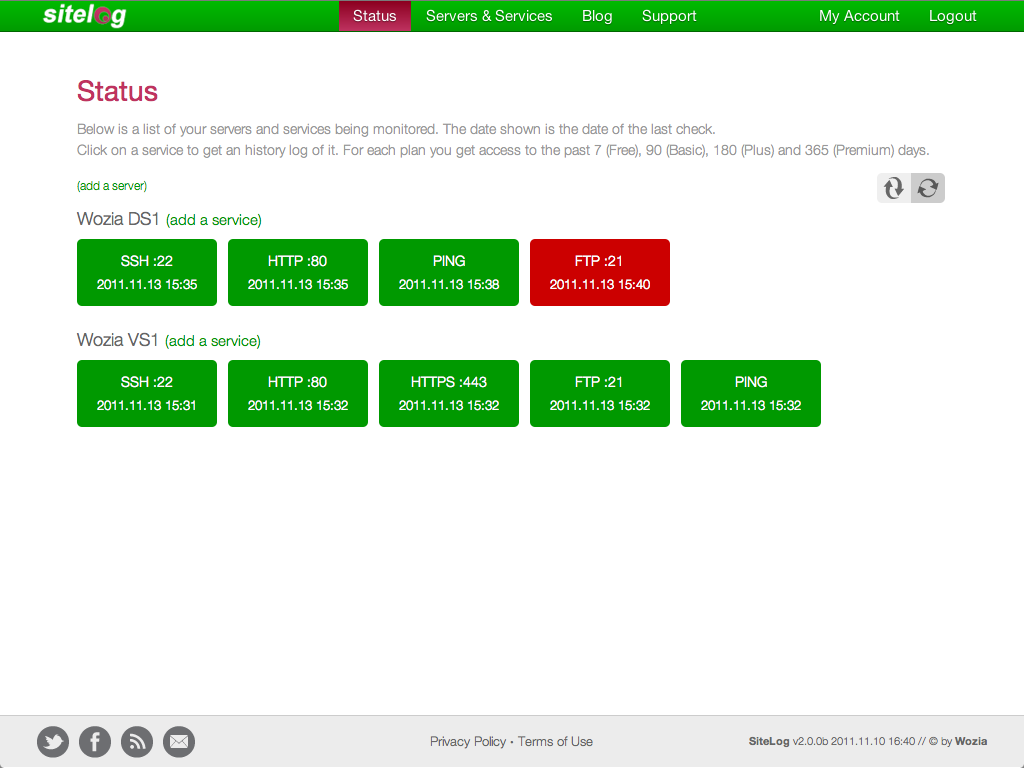 sitelog Status Servers & Services Blog Support My Account Logout
Status
Below is a list of your servers and services being monitored. The date shown is the date of the last check.
Click on a service to get an history log of it. For each plan you get access to the past 7 (Free), 90 (Basic), 180 (Plus) and 365 (Premium) days.
(add a server)
Wozia DS1 (add a service)
SSH :22 HTTP :80 PING FTP :21
2011.11.13 15:35 2011.11.13 15:35 2011.11.13 15:38 2011.11.13 15:40
Wozia VS1 (add a service)
SSH :22 HTTP :80 HTTPS :443 FTP :21 PING
2011.11.13 15:31 2011.11.13 15:32 2011.11.13 15:32 2011.11.13 15:32 2011.11.13 15:32
Privacy Policy • Terms of Use SiteLog v2.0.0b 2011.11.10 16:40 // © by Wozia